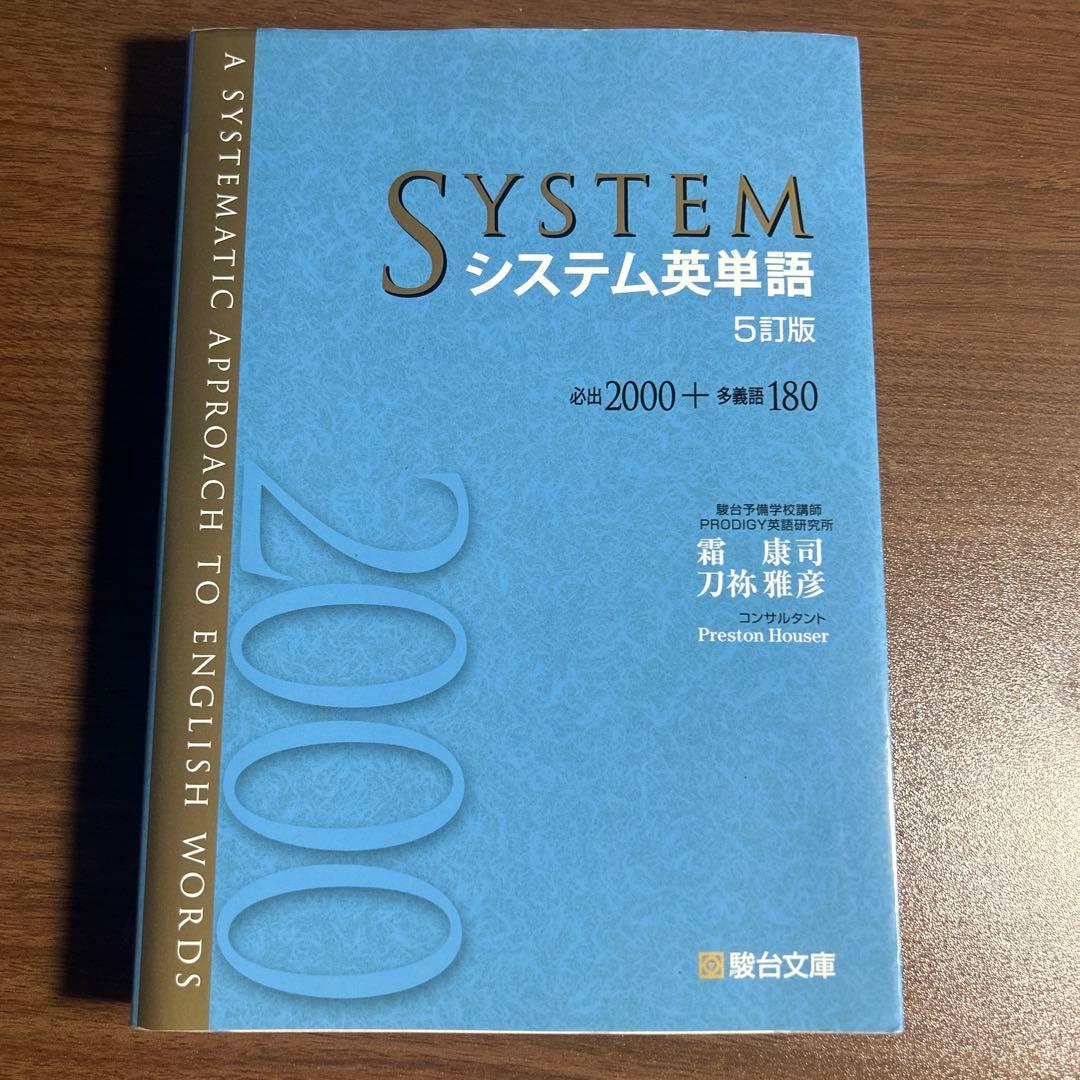 A SYSTEMATIC APPROACH TO ENGLISH WORDS
SYSTEM
システム英単語
5訂版
必出2000+多義語180
2000
駿台予備学校講師
PRODIGY英語研究所
霜 康司
刀祢 雅彦
コンサルタント
Preston Houser
駿台文庫